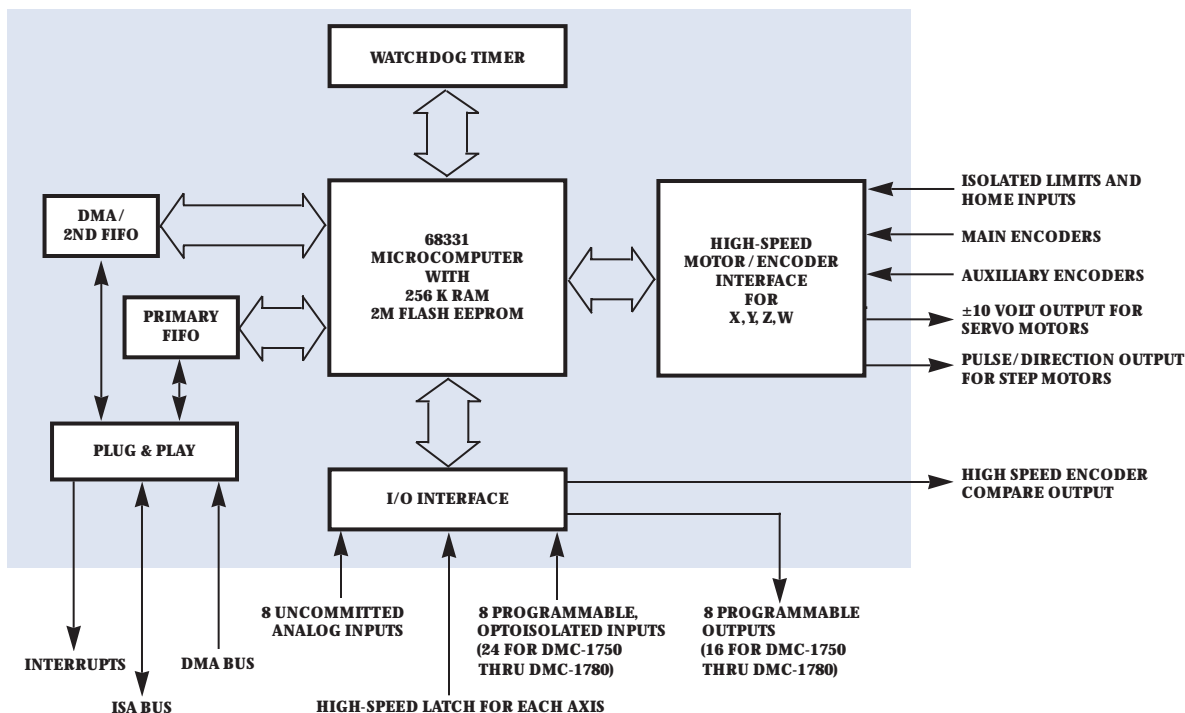 WATCHDOG TIMER
DMA /
2ND FIFO
68331
MICROCOMPUTER
WITH
256 K RAM
2M FLASH EEPROM
HIGH-SPEED
MOTOR / ENCODER
INTERFACE
FOR
X, Y, Z, W
ISOLATED LIMITS AND
HOME INPUTS
MAIN ENCODERS
AUXILIARY ENCODERS
±10 VOLT OUTPUT FOR
SERVO MOTORS
PULSE / DIRECTION OUTPUT
FOR STEP MOTORS
PRIMARY
FIFO
PLUG & PLAY
I/O INTERFACE
HIGH SPEED ENCODER
COMPARE OUTPUT
8 UNCOMMITTED
ANALOG INPUTS
8 PROGRAMMABLE,
OPTOISOLATED INPUTS
(24 FOR DMC-1750
THRU DMC-1780)
8 PROGRAMMABLE
OUTPUTS
(16 FOR DMC-1750
THRU DMC-1780)
INTERRUPTS
DMA BUS
ISA BUS
HIGH-SPEED LATCH FOR EACH AXIS